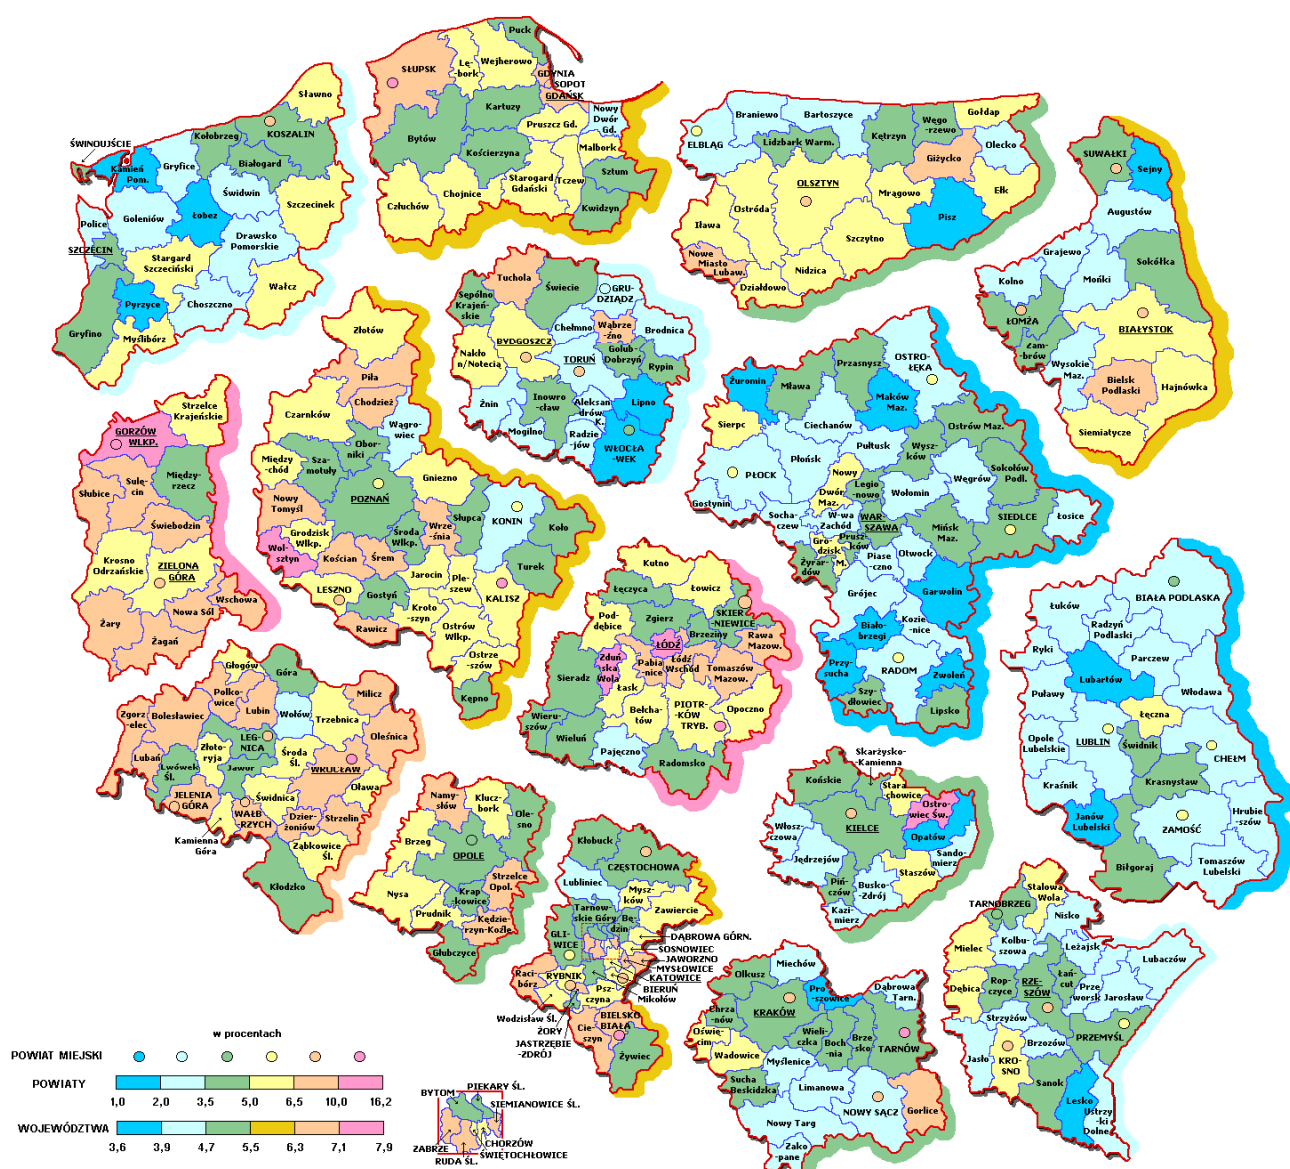 Puck
SŁUPSK
Lę-
bork
Wejherowo
GDYNIA
SOPOT
GDAŃSK
Kartuzy
Bytów
Kościerzyna
Pruszcz Gd.
Nowy
Dwór
Gd.
Malbork
Starogard
Gdański
Tczew
Sztum
Kwidzyn
Chojnice
Człuchów
Sławno
ŚWINOUJŚCIE
Kołobrzeg
KOSZALIN
Białogard
Kamień
Pom.
Gryfice
Świdwin
Szczecinek
Police
Goleniów
Łobez
Drawsko
Pomorskie
SZCZECIN
Stargard
Szczeciński
Wałcz
Pyrzyce
Choszczno
Gryfino
Myślibórz
Braniewo
Bartoszyce
ELBLĄG
Lidzbark Warm.
Kętrzyn
Węgo
-rzewo
Gołdap
Olecko
Giżycko
OLSZTYN
Mrągowo
Ełk
Ostróda
Iława
Pisz
Szczytno
Nowe
Miasto
Lubaw.
Nidzica
Działdowo
SUWAŁKI
Sejny
Augustów
Grajewo
Sokółka
Kolno
Mońki
ŁOMŻA
BIAŁYSTOK
Zam-
brów
Wysokie
Maz.
Bielsk
Podlaski
Hajnówka
Siemiatycze
Tuchola
Świecie
GRU-
DZIĄDZ
Sępólno
Krajeń-
skie
Chełmno
Wąbrze
-źno
Brodnica
BYDGOSZCZ
Nakło
n/Notecią
TORUŃ
Golub-
Dobrzyń
Rypin
Żnin
Inowro
-cław
Aleksan
drów
K.
Lipno
Mogilno
Radzie
-jów
WŁOCŁA
-WEK
Złotów
Piła
Chodzież
Czarnków
Wągro-
wiec
Obor-
niki
Sza-
motuły
Między
-chód
POZNAŃ
Gniezno
Nowy
Tomyśl
KONIN
Koło
Grodzisk
Wlkp.
Środa
Wlkp.
Wrze
-śnia
Słupca
Wol-
sztyn
Kościan
Śrem
Turek
Jarocin
Ple-
szew
LESZNO
Gostyń
KALISZ
Kroto-
szyn
Rawicz
Ostrów
Wlkp.
Ostrze
-szów
Kępno
Strzelce
Krajeńskie
GORZÓW
WLKP.
Między-
rzecz
Słubice
Sulę-
cin
Świebodzin
Krosno
Odrzańskie
ZIELONA
GÓRA
Wschowa
Nowa Sól
Żary
Żagań
OSTRO-
ŁĘKA
Przasnysz
Żuromin
Mława
Maków
Maz.
Sierpc
Ciechanów
Ostrów Maz.
Pułtusk
Wysz-
ków
PŁOCK
Płońsk
Sokołów
Podl.
Nowy
Dwór
Maz.
Legio
-nowo
Wołomin
Węgrów
Gostynin
Socha-
czew
W-wa
Zachód
WAR-
SZAWA
SIEDLCE
Łosice
Gro-
dzisk
M.
Prusz-
ków
Mińsk
Maz.
Żyrar-
dów
Piase
-czno
Otwock
Grójec
Garwolin
Biało-
brzegi
Kozie-
nice
Przy-
sucha
RADOM
Zwoleń
Szy-
dłowiec
Lipsko
Kutno
Łęczyca
Łowicz
Pod-
dębice
Zgierz
SKIER
-NIEWICE
Brzeziny
Rawa
Mazow.
ŁÓDŹ
Zduń
ska
Wola
Pabia
-nice
Łódź
Wschód
Tomaszów
Mazow.
Sieradz
Łask
Bełcha-
tów
PIOTR-
KÓW
TRYB.
Opoczno
Wieru-
szów
Wieluń
Pajęczno
Radomsko
BIAŁA PODLASKA
Łuków
Radzyń
Podlaski
Ryki
Parczew
Lubartów
Włodawa
Puławy
Łęczna
Opole
Lubelskie
LUBLIN
Świdnik
CHEŁM
Kraśnik
Krasnystaw
Janów
Lubelski
ZAMOŚĆ
Hrubie
-szów
Biłgoraj
Tomaszów
Lubelski
Głogów
Góra
Polko-
wice
Milicz
Lubin
Wołów
Trzebnica
Zgorz
-elec
Bolesławiec
Oleśnica
LEG-
NICA
Lubań
Złoto-
ryja
Środa
Śl.
WROCŁAW
Lwówek
Śl.
Jawor
Oława
JELENIA
GÓRA
Świdnica
WAŁB
-RZYCH
Dzier-
żoniów
Strzelin
Kamienna
Góra
Ząbkowice
Śl.
Kłodzko
Namy-
słów
Klucz-
bork
Ole-
sno
Brzeg
OPOLE
Strzelce
Opol.
Nysa
Krap
-kowice
Prudnik
Kędzie-
rzyn-Koźle
Głubczyce
Skarżysko-
Kamienna
Końskie
Stara
chowice
Ostro-
wiec Św.
KIELCE
Włosz-
czowa
Opatów
Jędrzejów
Sando-
mierz
Staszów
Piń-
czów
Busko
-Zdrój
Kazi-
mierz
Kłobuck
CZĘSTOCHOWA
Lubliniec
Mysz-
ków
Zawiercie
Tarnow-
skie Góry
Bę-
dzin
GLI-
WICE
DĄBROWA GÓRN.
SOSNOWIEC
JAWORZNO
MYSŁOWICE
KATOWICE
BIERUŃ
Mikołów
Raci-
bórz
RYBNIK
Psz-
czyna
Wodzisław Śl.
ŻORY
JASTRZĘBIE
-ZDRÓJ
Cie-
szyn
BIELSKO
BIAŁA
Żywiec
Olkusz
Miechów
Pro
-szowice
Dąbrowa
Tarn.
Chrza-
nów
KRAKÓW
Oświę-
cim
Wadowice
Wieli-
czka
Boch-
nia
Brze-
sko
TARNÓW
Myślenice
Sucha
Beskidzka
Limanowa
NOWY SĄCZ
Gorlice
Nowy Targ
Zako-
pane
Stalowa
Wola
TARNOBRZEG
Nisko
Mielec
Kolbu-
szowa
Leżajsk
Lubaczów
Dębica
Rop-
czyce
RZE-
SZÓW
Łań-
cut
Prze
worsk
Jarosław
Strzyżów
Jasło
KRO-
SNO
Brzozów
PRZEMYŚL
Sanok
Lesko
Ustrzy
-ki
Dolne
w procentach
POWIAT MIEJSKI
POWIATY
1,0 2,0 3,5 5,0 6,5 10,0 16,2
WOJEWÓDZTWA
3,6 3,9 4,7 5,5 6,3 7,1 7,9
PIEKARY ŚL.
BYTOM
SIEMIANOWICE ŚL.
CHORZÓW
ŚWIĘTOCHŁOWICE
ZABRZE
RUDA ŚL.